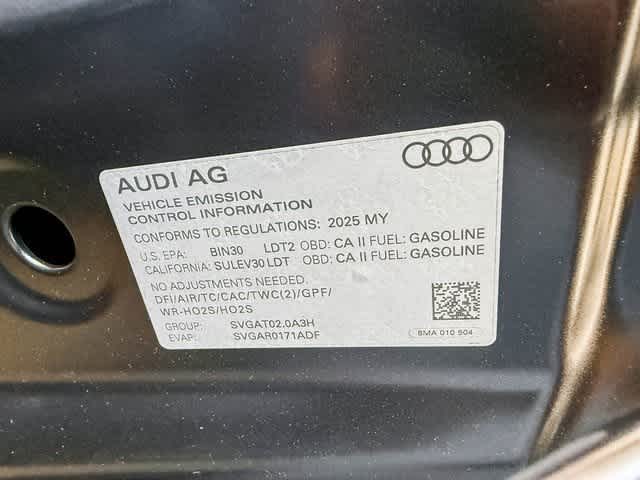 AUDI AG
VEHICLE EMISSION
CONTROL INFORMATION
CONFORMS TO REGULATIONS: 2025 MY
U.S. EPA: BIN30 LDT2 OBD: CA II FUEL: GASOLINE
CALIFORNIA: SULEV30 LDT OBD: CA II FUEL: GASOLINE
NO ADJUSTMENTS NEEDED.
DFI/AIR/TC/CAC/TWC(2)/GPF/
WR-HO2S/HO2S
GROUP: SVGAT02.0A3H
EVAP: SVGAR0171ADF
8MA 010 504